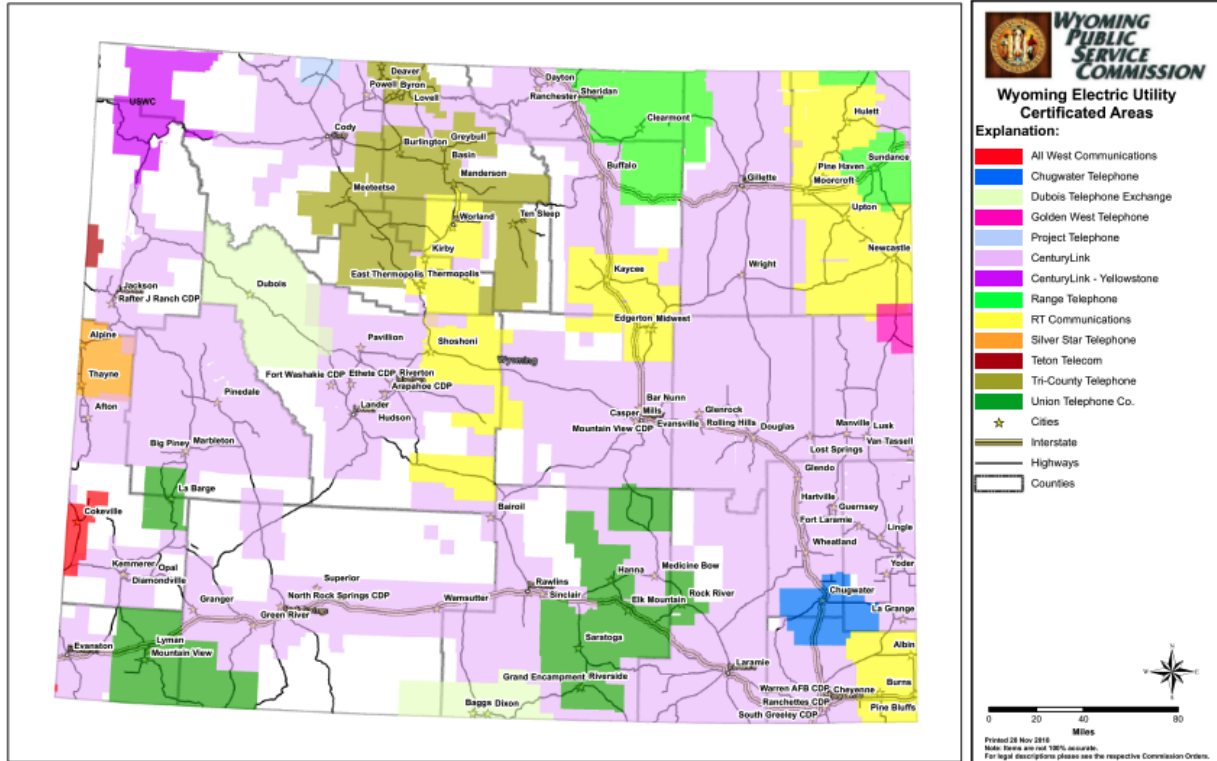 Deaver
Powell Byron
Lovell
USWC
Cody
Burlington
Greybull
Basin
Manderson
Meeteetse
Worland
Ten Sleep
Kirby
East Thermopolis
Thermopolis
Dayton
Ranchester
Sheridan
Clearmont
Buffalo
Gillette
Hulett
Sundance
Pine Haven
Moorcroft
Upton
Newcastle
Kaycee
Wright
Edgerton
Midwest
Jackson
Rafter J Ranch CDP
Dubois
Alpine
Thayne
Afton
Pavillion
Shoshoni
Wyoming
Fort Washakie CDP
Ethete CDP
Riverton
Arapahoe CDP
Lander
Hudson
Pinedale
Big Piney
Marbleton
La Barge
Bar Nunn
Casper
Mills
Mountain View CDP
Evansville
Glenrock
Rolling Hills
Douglas
Manville
Lusk
Van Tassell
Lost Springs
Glendo
Hartville
Guernsey
Fort Laramie
Lingle
Wheatland
Yoder
Bairoil
Cokeville
Kemmerer
Opal
Diamondville
Superior
Granger
North Rock Springs CDP
Green River
Wamsutter
Rawlins
Sinclair
Hanna
Medicine Bow
Elk Mountain
Rock River
Chugwater
La Grange
Evanston
Lyman
Mountain View
Saratoga
Grand Encampment
Riverside
Baggs
Dixon
Laramie
Albin
Burns
Warren AFB CDP
Cheyenne
Ranchettes CDP
South Greeley CDP
Pine Bluffs
WYOMING
PUBLIC
SERVICE
COMMISSION
Wyoming Electric Utility
Certificated Areas
Explanation:
All West Communications
Chugwater Telephone
Dubois Telephone Exchange
Golden West Telephone
Project Telephone
CenturyLink
CenturyLink - Yellowstone
Range Telephone
RT Communications
Silver Star Telephone
Teton Telecom
Tri-County Telephone
Union Telephone Co.
Cities
Interstate
Highways
Counties
N
W
E
S
0 20 40 80
Miles
Printed 28 Nov 2010
Note: Items are not 100% accurate.
For legal descriptions please see the respective Commission Orders.